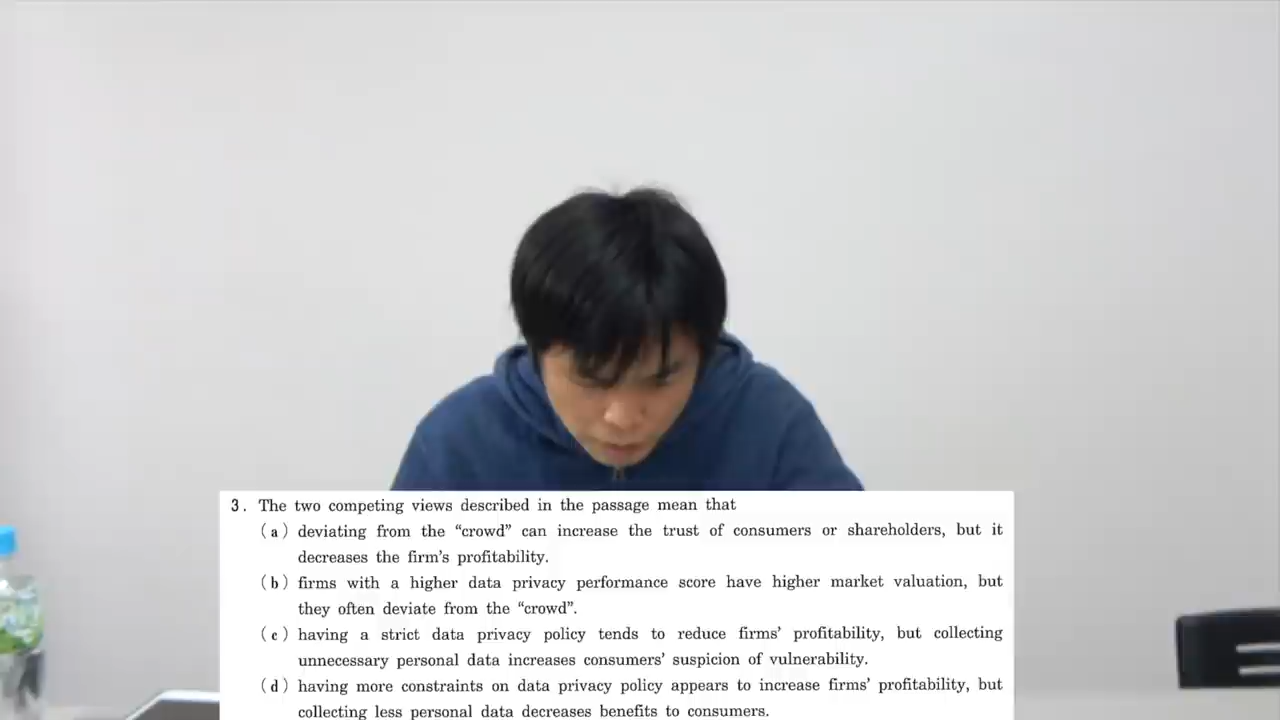 3. The two competing views described in the passage mean that
(a) deviating from the “crowd” can increase the trust of consumers or shareholders, but it
decreases the firm’s profitability.
(b) firms with a higher data privacy performance score have higher market valuation, but
they often deviate from the “crowd”.
(c) having a strict data privacy policy tends to reduce firms’ profitability, but collecting
unnecessary personal data increases consumers’ suspicion of vulnerability.
(d) having more constraints on data privacy policy appears to increase firms’ profitability, but
collecting less personal data decreases benefits to consumers.